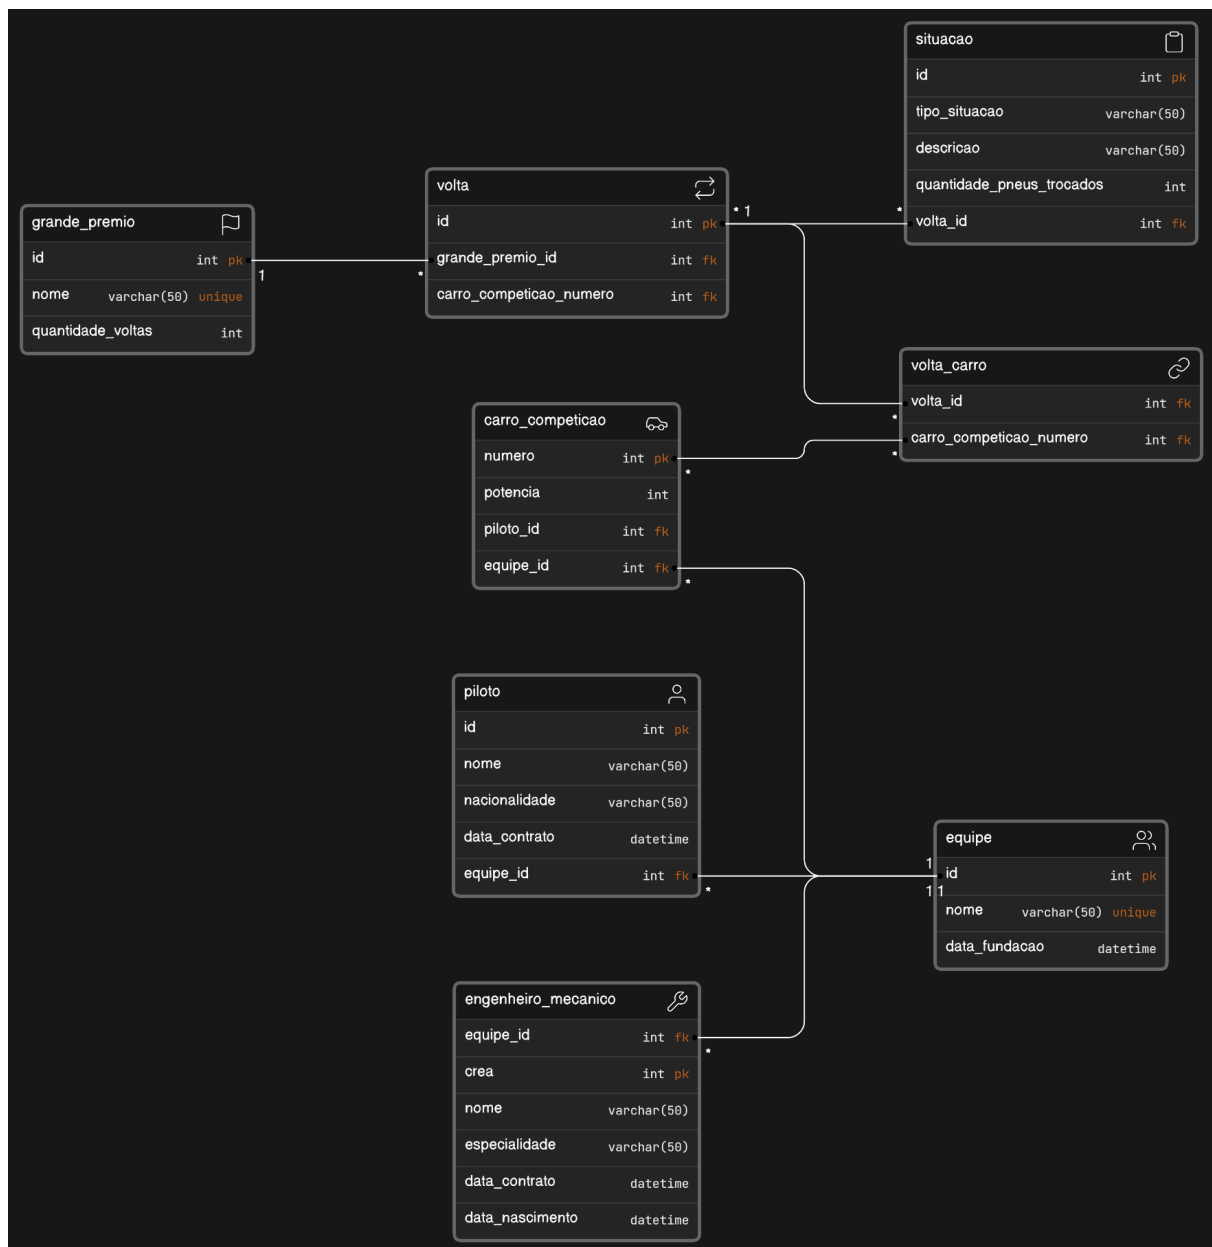 situacao
id int pk
tipo_situacao varchar(50)
descricao varchar(50)
quantidade_pneus_trocados int
* volta_id int fk
volta
id int pk * 1
grande_premio_id int fk
*
carro_competicao_numero int fk
grande_premio
id int pk
1
nome varchar(50) unique
quantidade_voltas int
volta_carro
volta_id int fk
*
carro_competicao_numero int fk
*
carro_competicao
numero int pk
*
potencia int
piloto_id int fk
equipe_id int fk
*
piloto
id int pk
nome varchar(50)
nacionalidade varchar(50)
data_contrato datetime
equipe_id int fk
*
equipe
1
id int pk
1 1
nome varchar(50) unique
data_fundacao datetime
engenheiro_mecanico
equipe_id int fk
*
crea int pk
nome varchar(50)
especialidade varchar(50)
data_contrato datetime
data_nascimento datetime